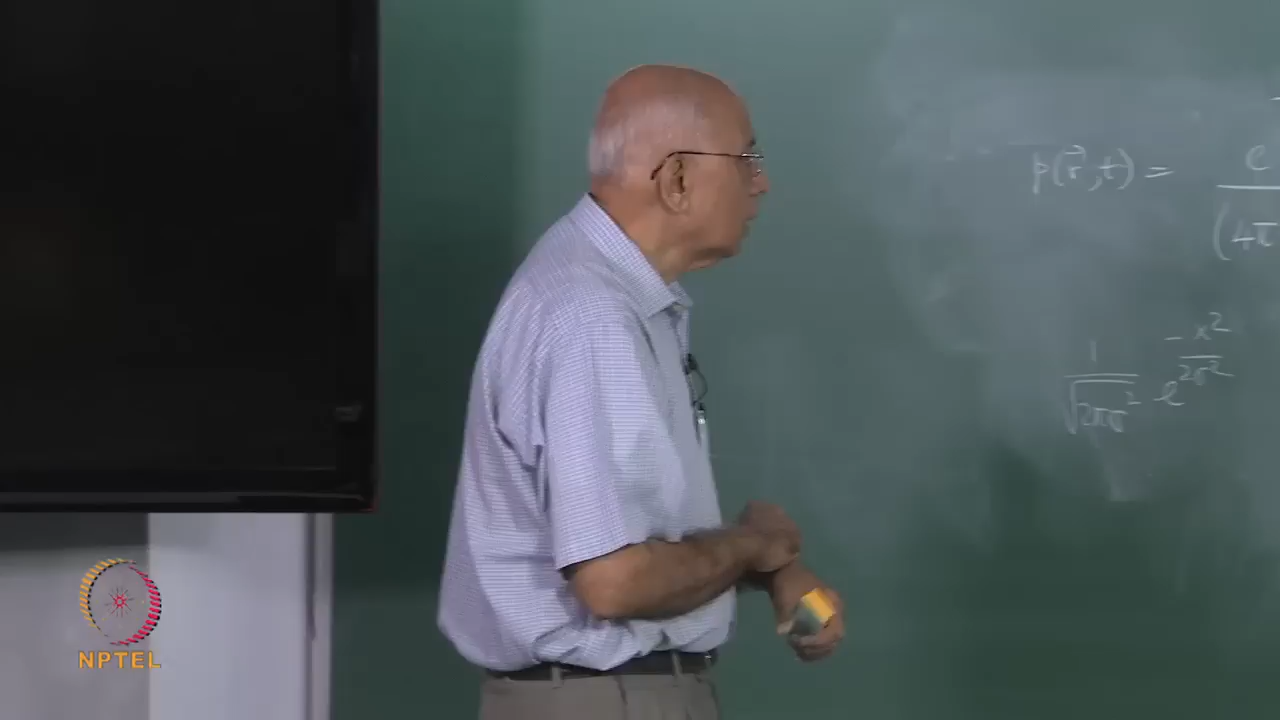 p(r⃗,t) = e
(4π
1 -x²
√2πσ² e 2σ²
NPTEL